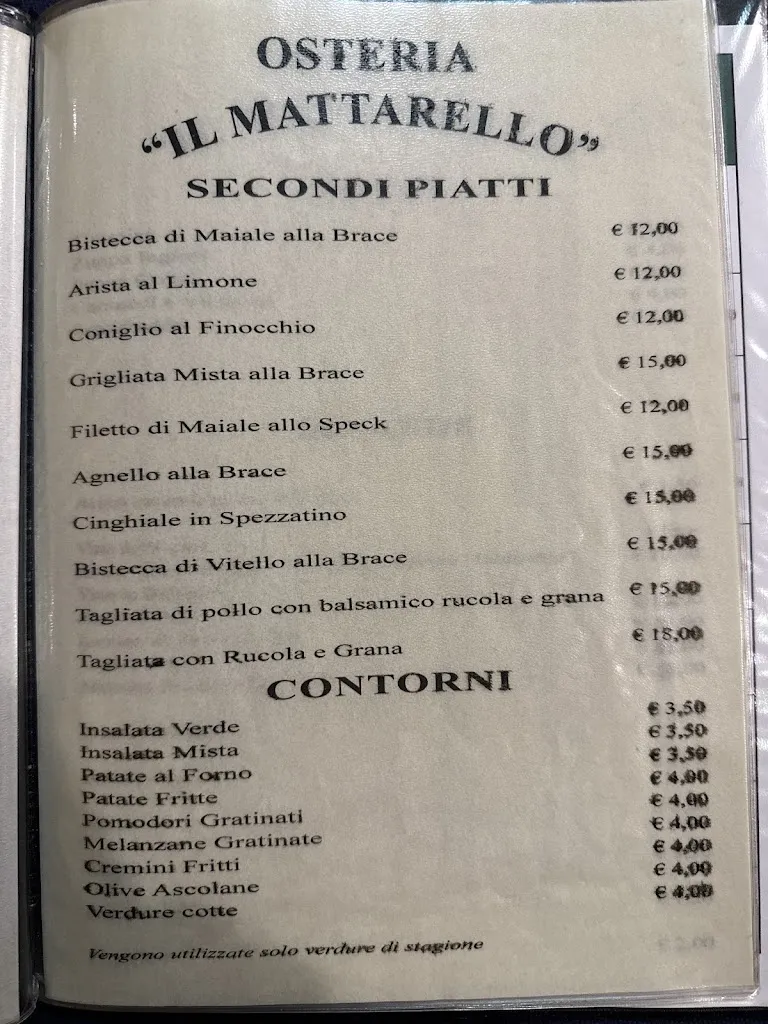 OSTERIA
"IL MATTARELLO"
SECONDI PIATTI
Bistecca di Maiale alla Brace € 12,00
Arista al Limone € 12,00
Coniglio al Finocchio € 12,00
Grigliata Mista alla Brace € 15,00
Filetto di Maiale allo Speck € 12,00
Agnello alla Brace € 15,00
Cinghiale in Spezzatino € 15,00
Bistecca di Vitello alla Brace € 15,00
Tagliata di pollo con balsamico rucola e grana € 15,00
Tagliata con Rucola e Grana € 18,00
CONTORNI
Insalata Verde € 3,50
Insalata Mista € 3,50
Patate al Forno € 3,50
Patate Fritte € 4,00
Pomodori Gratinati € 4,00
Melanzane Gratinate € 4,00
Cremini Fritti € 4,00
Olive Ascolane € 4,00
Verdure cotte € 4,00
Vengono utilizzate solo verdure di stagione